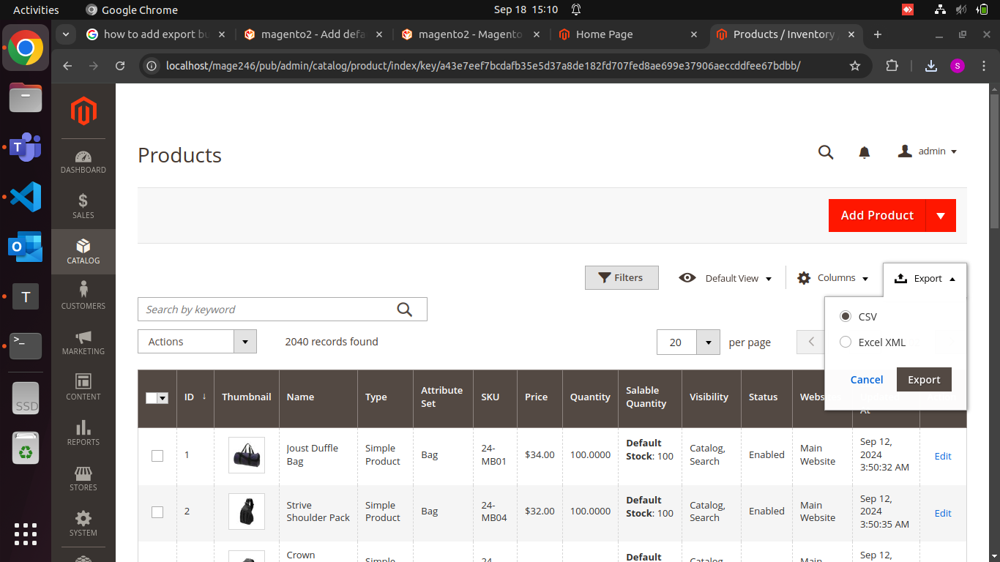 Activities
Google Chrome
Sep 18 15:10
how to add export bu
magento2 - Add defa
magento2 - Magento
Home Page
Products / Inventory
localhost/mage246/pub/admin/catalog/product/index/key/a43e7eef7bcdafb35e5d37a8de182fd707fed8ae699e37906aeccddfee67bdbb/
S
T
T
SSD
DASHBOARD
SALES
CATALOG
CUSTOMERS
MARKETING
CONTENT
REPORTS
STORES
SYSTEM
Products
admin
Add Product
Filters
Default View
Columns
Export
CSV
Excel XML
Cancel
Export
Search by keyword
Actions
2040 records found
20
per page
ID ↓ Thumbnail Name Type Attribute Set SKU Price Quantity Salable Quantity Visibility Status At
1 Joust Duffle Bag Simple Product Bag 24-MB01 $34.00 100.0000 Default Stock: 100 Catalog, Search Enabled Main Website Sep 12, 2024 3:50:32 AM Edit
2 Strive Shoulder Pack Simple Product Bag 24-MB04 $32.00 100.0000 Default Stock: 100 Catalog, Search Enabled Main Website Sep 12, 2024 3:50:35 AM Edit
Crown Simple 24- Default Catalog, Main Sep 12,